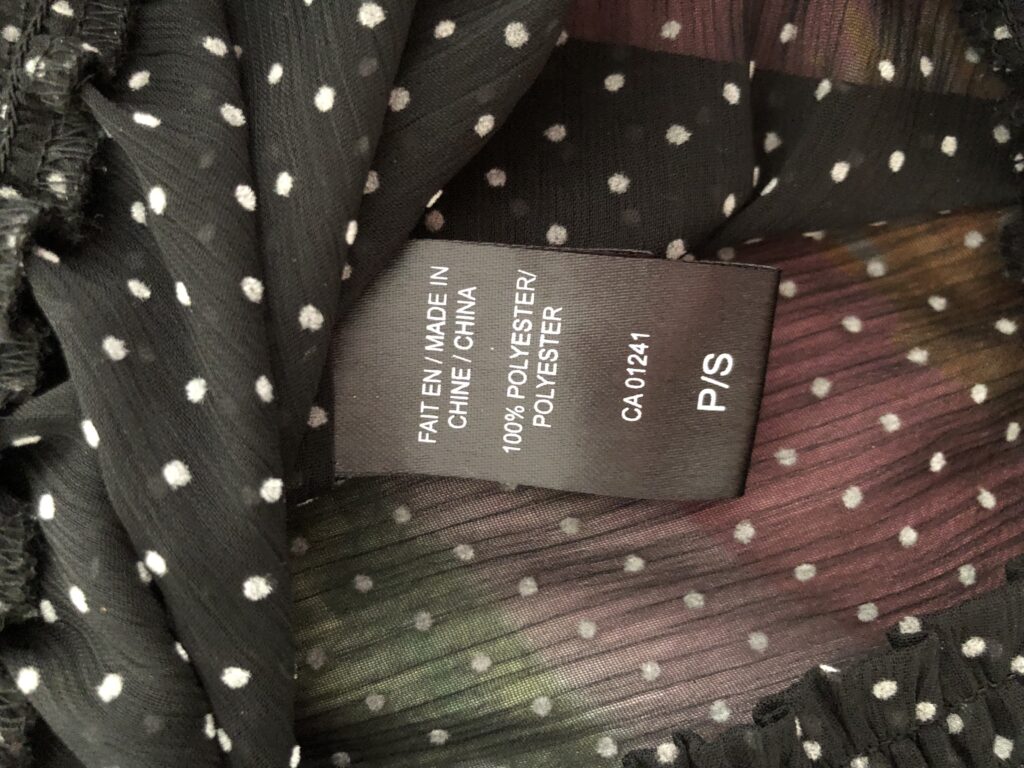 FAIT EN / MADE IN
CHINE / CHINA
100% POLYESTER/
POLYESTER
CA 01241
P/S